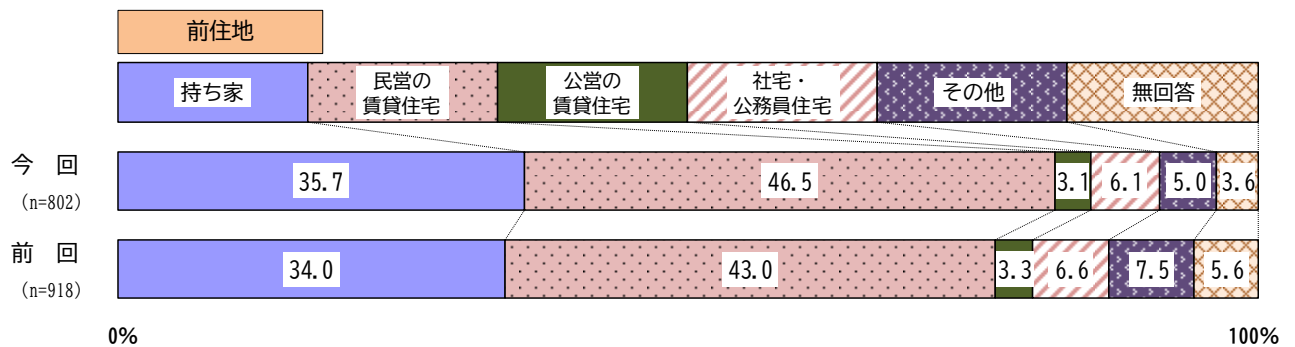 前住地
持ち家
民営の
賃貸住宅
公営の
賃貸住宅
社宅・
公務員住宅
その他
無回答
今　回
(n=802)
35.7 46.5 3.1 6.1 5.0 3.6
前　回
(n=918)
34.0 43.0 3.3 6.6 7.5 5.6
0% 100%